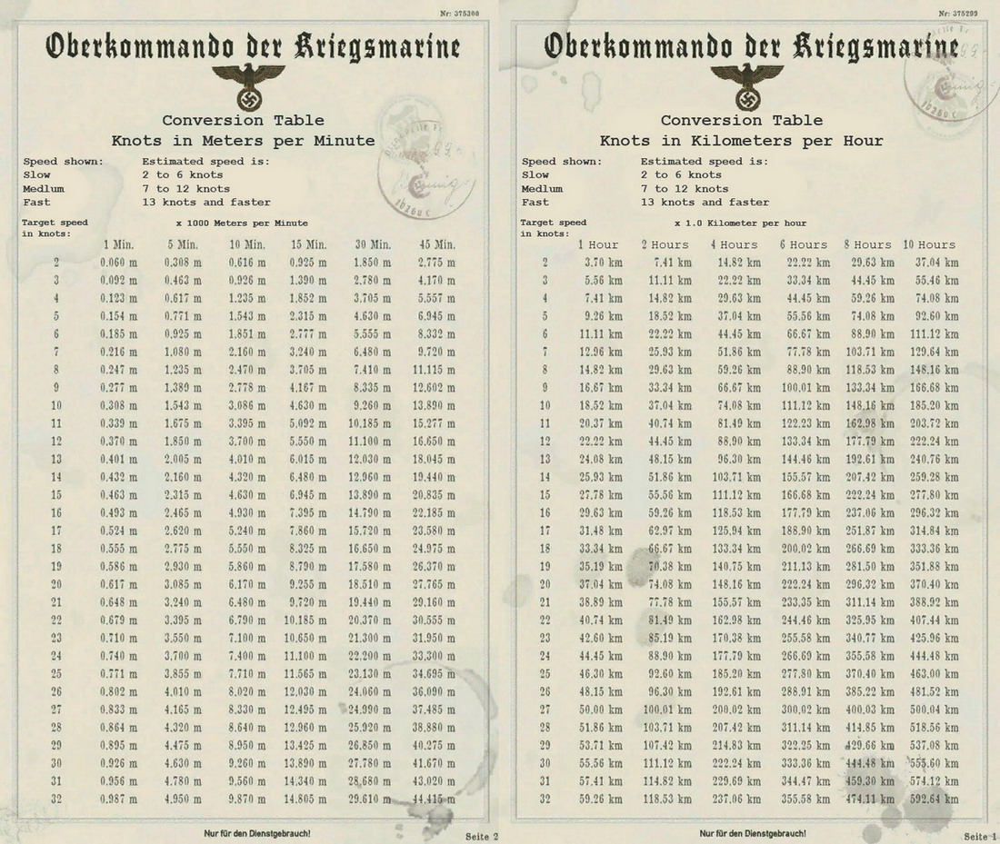 Nr: 375300
Oberkommando der Kriegsmarine
Conversion Table
Knots in Meters per Minute
Speed shown: Estimated speed is:
Slow 2 to 6 knots
Medlum 7 to 12 knots
Fast 13 knots and faster
Target speed x 1000 Meters per Minute
in knots:
1 Min. 5 Min. 10 Min. 15 Min. 30 Min. 45 Min.
2 0.060 m 0.308 m 0.616 m 0.925 m 1.850 m 2.775 m
3 0.092 m 0.463 m 0.926 m 1.390 m 2.780 m 4.170 m
4 0.123 m 0.617 m 1.235 m 1.852 m 3.705 m 5.557 m
5 0.154 m 0.771 m 1.543 m 2.315 m 4.630 m 6.945 m
6 0.185 m 0.925 m 1.851 m 2.777 m 5.555 m 8.332 m
7 0.216 m 1.080 m 2.160 m 3.240 m 6.480 m 9.720 m
8 0.247 m 1.235 m 2.470 m 3.705 m 7.410 m 11.115 m
9 0.277 m 1.389 m 2.778 m 4.167 m 8.335 m 12.602 m
10 0.308 m 1.543 m 3.086 m 4.630 m 9.260 m 13.890 m
11 0.339 m 1.675 m 3.395 m 5.092 m 10.185 m 15.277 m
12 0.370 m 1.850 m 3.700 m 5.550 m 11.100 m 16.650 m
13 0.401 m 2.005 m 4.010 m 6.015 m 12.030 m 18.045 m
14 0.432 m 2.160 m 4.320 m 6.480 m 12.960 m 19.440 m
15 0.463 m 2.315 m 4.630 m 6.945 m 13.890 m 20.835 m
16 0.493 m 2.465 m 4.930 m 7.395 m 14.790 m 22.185 m
17 0.524 m 2.620 m 5.240 m 7.860 m 15.720 m 23.580 m
18 0.555 m 2.775 m 5.550 m 8.325 m 16.650 m 24.975 m
19 0.586 m 2.930 m 5.860 m 8.790 m 17.580 m 26.370 m
20 0.617 m 3.085 m 6.170 m 9.255 m 18.510 m 27.765 m
21 0.648 m 3.240 m 6.480 m 9.720 m 19.440 m 29.160 m
22 0.679 m 3.395 m 6.790 m 10.185 m 20.370 m 30.555 m
23 0.710 m 3.550 m 7.100 m 10.650 m 21.300 m 31.950 m
24 0.740 m 3.700 m 7.400 m 11.100 m 22.200 m 33.300 m
25 0.771 m 3.855 m 7.710 m 11.565 m 23.130 m 34.695 m
26 0.802 m 4.010 m 8.020 m 12.030 m 24.060 m 36.090 m
27 0.833 m 4.165 m 8.330 m 12.495 m 24.990 m 37.485 m
28 0.864 m 4.320 m 8.640 m 12.960 m 25.920 m 38.880 m
29 0.895 m 4.475 m 8.950 m 13.425 m 26.850 m 40.275 m
30 0.926 m 4.630 m 9.260 m 13.890 m 27.780 m 41.670 m
31 0.956 m 4.780 m 9.560 m 14.340 m 28.680 m 43.020 m
32 0.987 m 4.950 m 9.870 m 14.805 m 29.610 m 44.415 m
Nur für den Dienstgebrauch!
Seite 2
Nr: 375299
Oberkommando der Kriegsmarine
Conversion Table
Knots in Kilometers per Hour
Speed shown: Estimated speed is:
Slow 2 to 6 knots
Medlum 7 to 12 knots
Fast 13 knots and faster
Target speed x 1.0 Kilometer per hour
in knots:
1 Hour 2 Hours 4 Hours 6 Hours 8 Hours 10 Hours
2 3.70 km 7.41 km 14.82 km 22.22 km 29.63 km 37.04 km
3 5.56 km 11.11 km 22.22 km 33.34 km 44.45 km 55.46 km
4 7.41 km 14.82 km 29.63 km 44.45 km 59.26 km 74.08 km
5 9.26 km 18.52 km 37.04 km 55.56 km 74.08 km 92.60 km
6 11.11 km 22.22 km 44.45 km 66.67 km 88.90 km 111.12 km
7 12.96 km 25.93 km 51.86 km 77.78 km 103.71 km 129.64 km
8 14.82 km 29.63 km 59.26 km 88.90 km 118.53 km 148.16 km
9 16.67 km 33.34 km 66.67 km 100.01 km 133.34 km 166.68 km
10 18.52 km 37.04 km 74.08 km 111.12 km 148.16 km 185.20 km
11 20.37 km 40.74 km 81.49 km 122.23 km 162.98 km 203.72 km
12 22.22 km 44.45 km 88.90 km 133.34 km 177.79 km 222.24 km
13 24.08 km 48.15 km 96.30 km 144.46 km 192.61 km 240.76 km
14 25.93 km 51.86 km 103.71 km 155.57 km 207.42 km 259.28 km
15 27.78 km 55.56 km 111.12 km 166.68 km 222.24 km 277.80 km
16 29.63 km 59.26 km 118.53 km 177.79 km 237.06 km 296.32 km
17 31.48 km 62.97 km 125.94 km 188.90 km 251.87 km 314.84 km
18 33.34 km 66.67 km 133.34 km 200.02 km 266.69 km 333.36 km
19 35.19 km 70.38 km 140.75 km 211.13 km 281.50 km 351.88 km
20 37.04 km 74.08 km 148.16 km 222.24 km 296.32 km 370.40 km
21 38.89 km 77.78 km 155.57 km 233.35 km 311.14 km 388.92 km
22 40.74 km 81.49 km 162.98 km 244.46 km 325.95 km 407.44 km
23 42.60 km 85.19 km 170.38 km 255.58 km 340.77 km 425.96 km
24 44.45 km 88.90 km 177.79 km 266.69 km 355.58 km 444.48 km
25 46.30 km 92.60 km 185.20 km 277.80 km 370.40 km 463.00 km
26 48.15 km 96.30 km 192.61 km 288.91 km 385.22 km 481.52 km
27 50.00 km 100.01 km 200.02 km 300.02 km 400.03 km 500.04 km
28 51.86 km 103.71 km 207.42 km 311.14 km 414.85 km 518.56 km
29 53.71 km 107.42 km 214.83 km 322.25 km 429.66 km 537.08 km
30 55.56 km 111.12 km 222.24 km 333.36 km 444.48 km 555.60 km
31 57.41 km 114.82 km 229.69 km 344.47 km 459.30 km 574.12 km
32 59.26 km 118.53 km 237.06 km 355.58 km 474.11 km 592.64 km
Nur für den Dienstgebrauch!
Seite 1